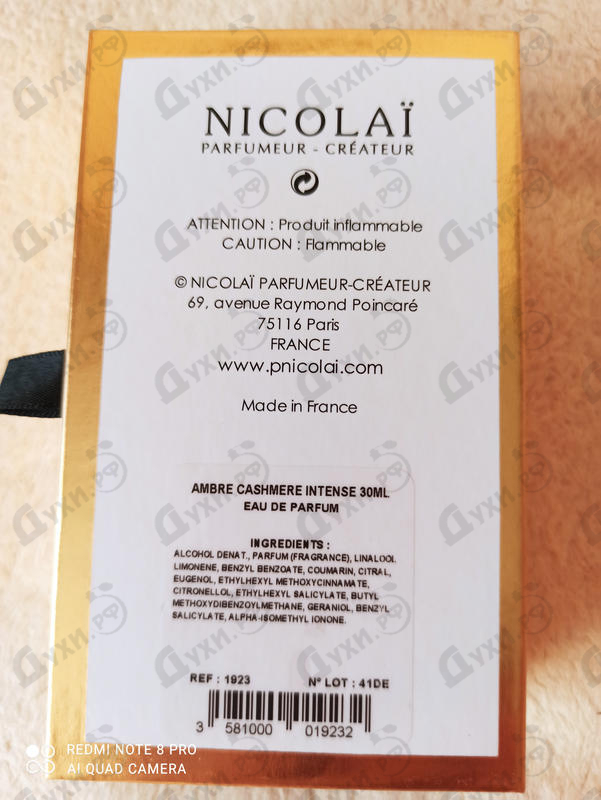 NICOLAÏ
PARFUMEUR - CRÉATEUR
ATTENTION : Produit inflammable
CAUTION : Flammable
© NICOLAÏ PARFUMEUR-CRÉATEUR
69, avenue Raymond Poincaré
75116 Paris
FRANCE
www.pnicolai.com
Made in France
AMBRE CASHMERE INTENSE 30ML
EAU DE PARFUM
INGREDIENTS :
ALCOHOL DENAT., PARFUM (FRAGRANCE), LINALOOL
LIMONENE, BENZYL BENZOATE, COUMARIN, CITRAL,
EUGENOL, ETHYLHEXYL METHOXYCINNAMATE,
CITRONELLOL, ETHYLHEXYL SALICYLATE, BUTYL
METHOXYDIBENZOYLMETHANE, GERANIOL, BENZYL
SALICYLATE, ALPHA-ISOMETHYL IONONE.
REF : 1923 N° LOT : 41DE
3 581000 019232
REDMI NOTE 8 PRO
AI QUAD CAMERA
Духи.РФ